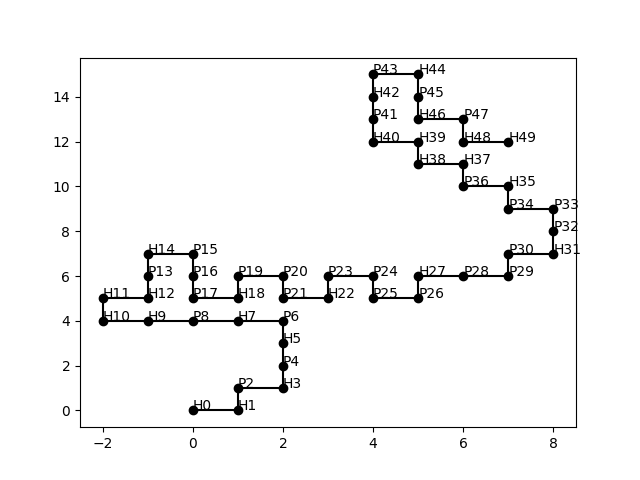 P43 H44
14 H42 P45
P41 H46 P47
12 H40 H39 H48 H49
H38 H37
10 P36 H35
P34 P33
8 P32
H14 P15 P30 H31
6 P13 P16 P19 P20 P23 P24 H27 P28 P29
H11 H12 P17 H18 P21 H22 P25 P26
4 H10 H9 P8 H7 P6
H5
2 P4
P2 H3
0 H0 H1
−2 0 2 4 6 8